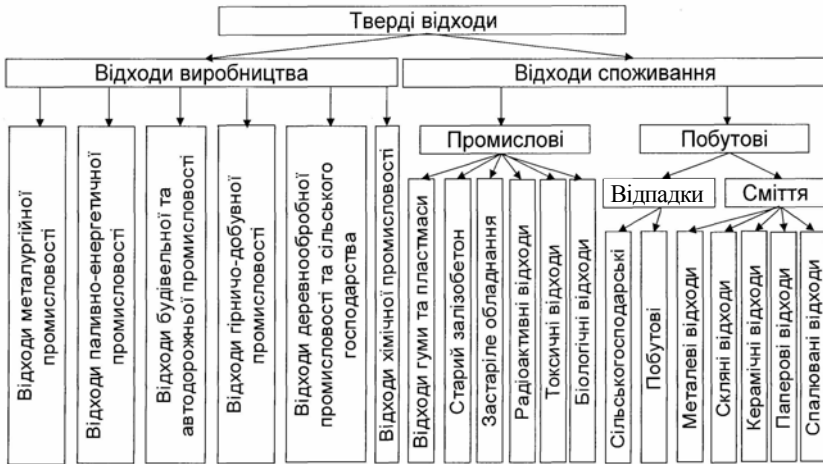 Тверді відходи
Відходи виробництва
Відходи споживання
Промислові
Побутові
Відпадки
Сміття
Відходи металургійної
промисловості
Відходи паливно-енергетичної
промисловості
Відходи будівельної та
автодорожньої промисловості
Відходи гірничо-добувної
промисловості
Відходи деревнообробної
промисловості та сільського
господарства
Відходи хімічної промисловості
Відходи гуми та пластмаси
Старий залізобетон
Застаріле обладнання
Радіоактивні відходи
Токсичні відходи
Біологічні відходи
Сільськогосподарські
Побутові
Металеві відходи
Скляні відходи
Керамічні відходи
Паперові відходи
Спалювані відходи